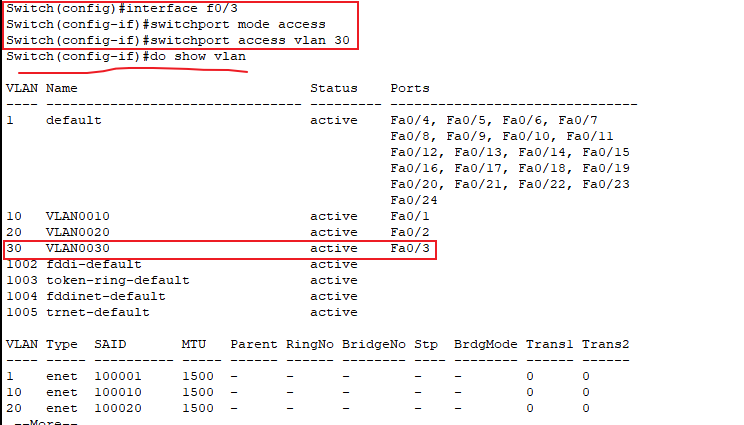 Switch(config)#interface f0/3
Switch(config-if)#switchport mode access
Switch(config-if)#switchport access vlan 30
Switch(config-if)#do show vlan
VLAN Name                             Status    Ports
---- -------------------------------- --------- -------------------------------
1    default                          active    Fa0/4, Fa0/5, Fa0/6, Fa0/7
                                                Fa0/8, Fa0/9, Fa0/10, Fa0/11
                                                Fa0/12, Fa0/13, Fa0/14, Fa0/15
                                                Fa0/16, Fa0/17, Fa0/18, Fa0/19
                                                Fa0/20, Fa0/21, Fa0/22, Fa0/23
                                                Fa0/24
10   VLAN0010                         active    Fa0/1
20   VLAN0020                         active    Fa0/2
30   VLAN0030                         active    Fa0/3
1002 fddi-default                     active
1003 token-ring-default               active
1004 fddinet-default                  active
1005 trnet-default                    active
VLAN Type  SAID       MTU   Parent RingNo BridgeNo Stp  BrdgMode Trans1 Trans2
---- ----- ---------- ----- ------ ------ -------- ---- -------- ------ ------
1    enet  100001     1500  -      -      -        -    -        0      0
10   enet  100010     1500  -      -      -        -    -        0      0
20   enet  100020     1500  -      -      -        -    -        0      0
 --More--